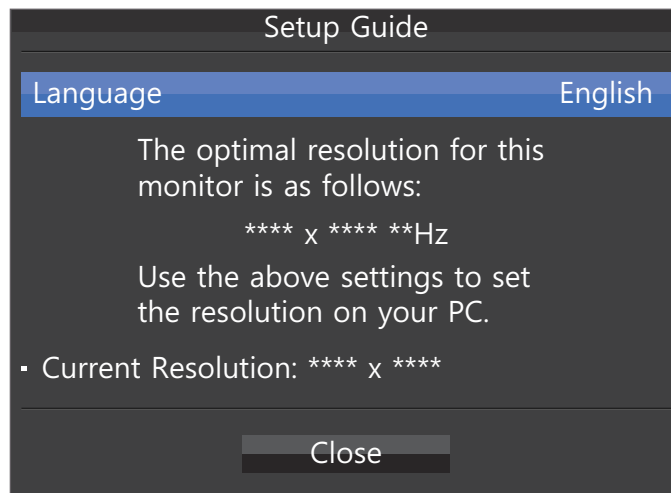 Setup Guide
Language English
The optimal resolution for this
monitor is as follows:
**** x **** **Hz
Use the above settings to set
the resolution on your PC.
▪ Current Resolution: **** x ****
Close